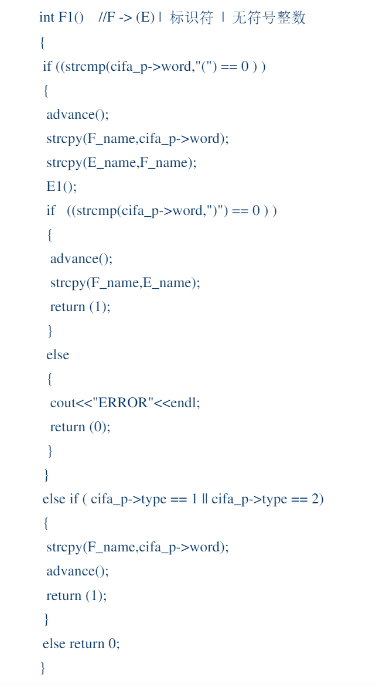 int F1()    //F -> (E) |  标识符  |  无符号整数
{
 if ((strcmp(cifa_p->word,"(") == 0 ) )
 {
  advance();
  strcpy(F_name,cifa_p->word);
  strcpy(E_name,F_name);
  E1();
  if   ((strcmp(cifa_p->word,")") == 0 ) )
  {
   advance();
   strcpy(F_name,E_name);
   return (1);
  }
  else
  {
   cout<<"ERROR"<<endl;
   return (0);
  }
 }
 else if ( cifa_p->type == 1 || cifa_p->type == 2)
 {
  strcpy(F_name,cifa_p->word);
  advance();
  return (1);
 }
 else return 0;
}